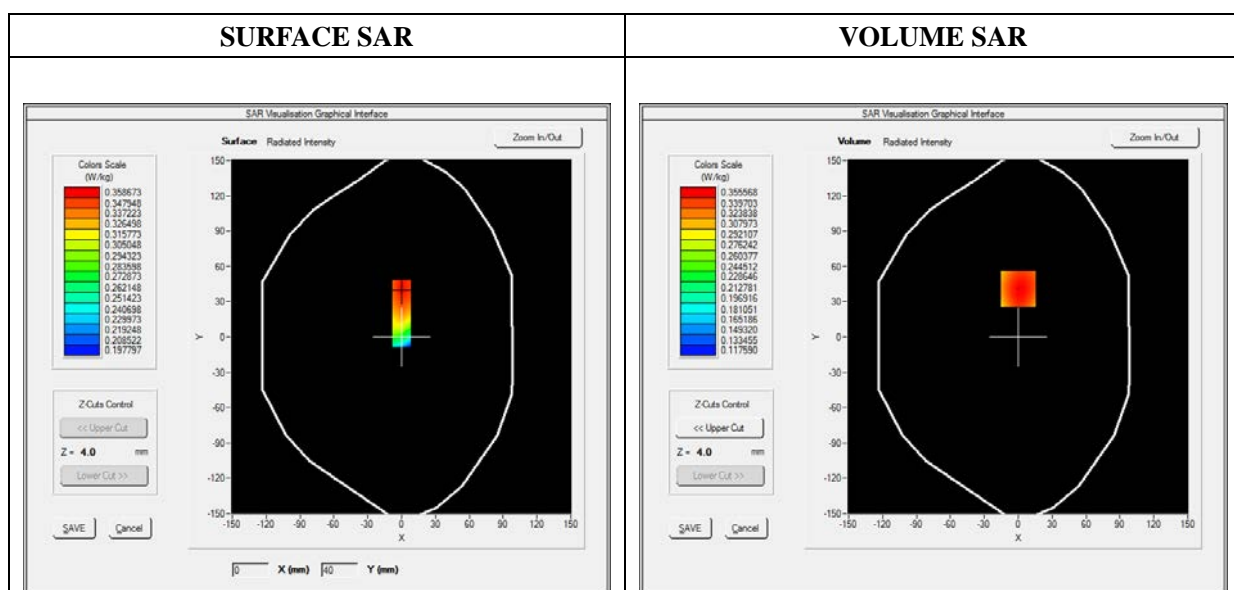 SURFACE SAR
VOLUME SAR
SAR Visualisation Graphical Interface
Surface Radiated Intensity
Zoom In/Out
Colors Scale
(W/kg)
0.358673
0.347948
0.337223
0.326498
0.315773
0.305048
0.294323
0.283598
0.272873
0.262148
0.251423
0.240698
0.229973
0.219248
0.208522
0.197797
Z-Cuts Control
<< Upper Cut
Z = 4.0 mm
Lower Cut >>
SAVE Cancel
150
120
90
60
30
0
-30
-60
-90
-120
-150
Y
-150 -120 -90 -60 -30 0 30 60 90 120 150
X
0 X (mm) 40 Y (mm)
SAR Visualisation Graphical Interface
Volume Radiated Intensity
Zoom In/Out
Colors Scale
(W/kg)
0.355568
0.339703
0.323838
0.307973
0.292107
0.276242
0.260377
0.244512
0.228646
0.212781
0.196916
0.181051
0.165186
0.149320
0.133455
0.117590
Z-Cuts Control
<< Upper Cut
Z = 4.0 mm
Lower Cut >>
SAVE Cancel
150
120
90
60
30
0
-30
-60
-90
-120
-150
Y
-150 -120 -90 -60 -30 0 30 60 90 120 150
X